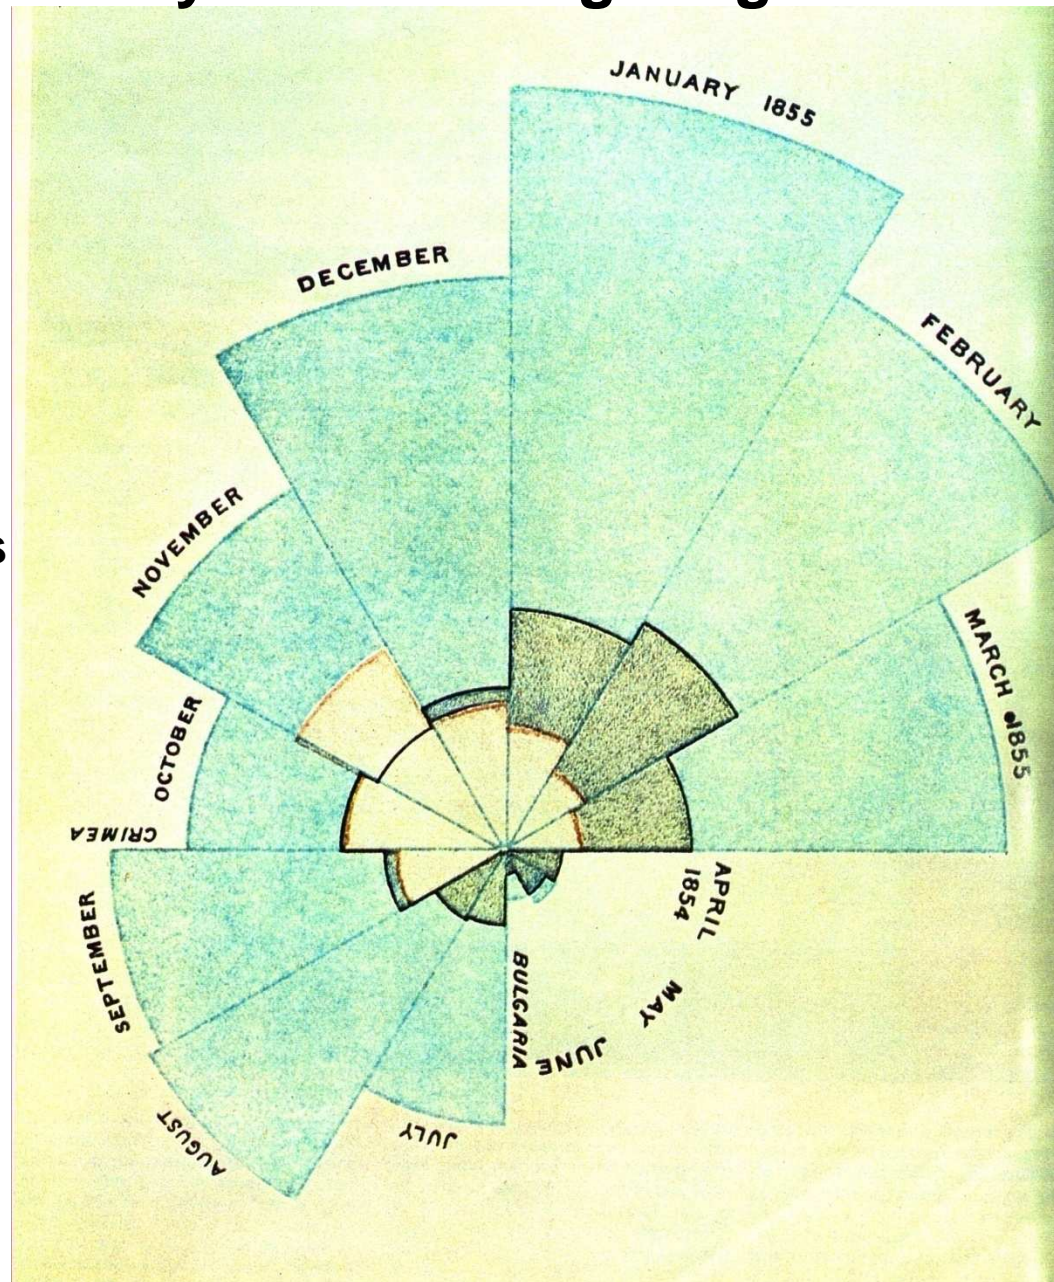 APRIL
1854
MAY
JUNE
BULGARIA
JULY
AUGUST
SEPTEMBER
CRIMEA
OCTOBER
NOVEMBER
DECEMBER
JANUARY 1855
FEBRUARY
MARCH 1855